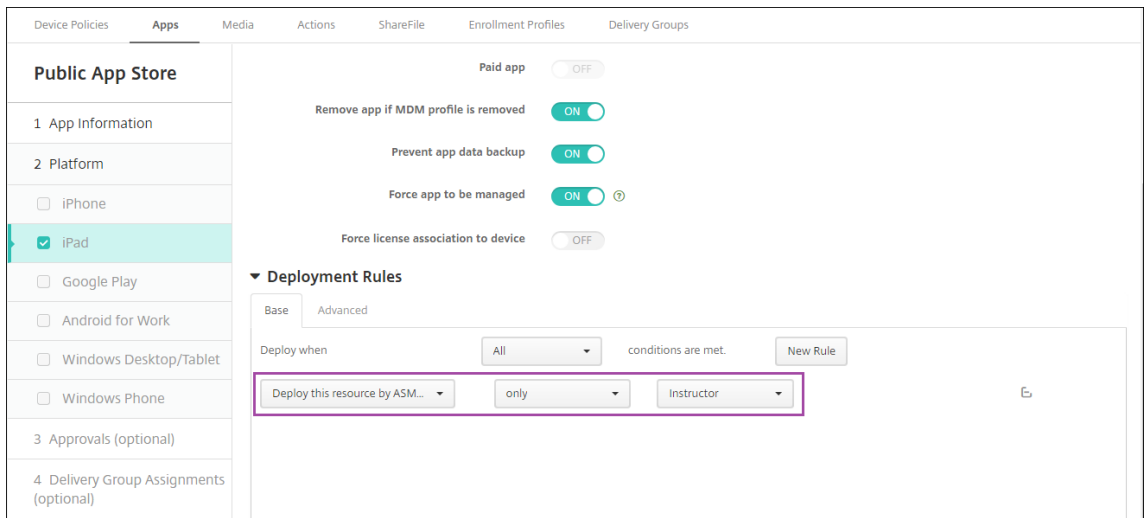 Device Policies Apps Media Actions ShareFile Enrollment Profiles Delivery Groups
Public App Store
1 App Information
2 Platform
iPhone
iPad
Google Play
Android for Work
Windows Desktop/Tablet
Windows Phone
3 Approvals (optional)
4 Delivery Group Assignments
(optional)
Paid app OFF
Remove app if MDM profile is removed ON
Prevent app data backup ON
Force app to be managed ON ?
Force license association to device OFF
Deployment Rules
Base Advanced
Deploy when All conditions are met. New Rule
Deploy this resource by ASM... only Instructor